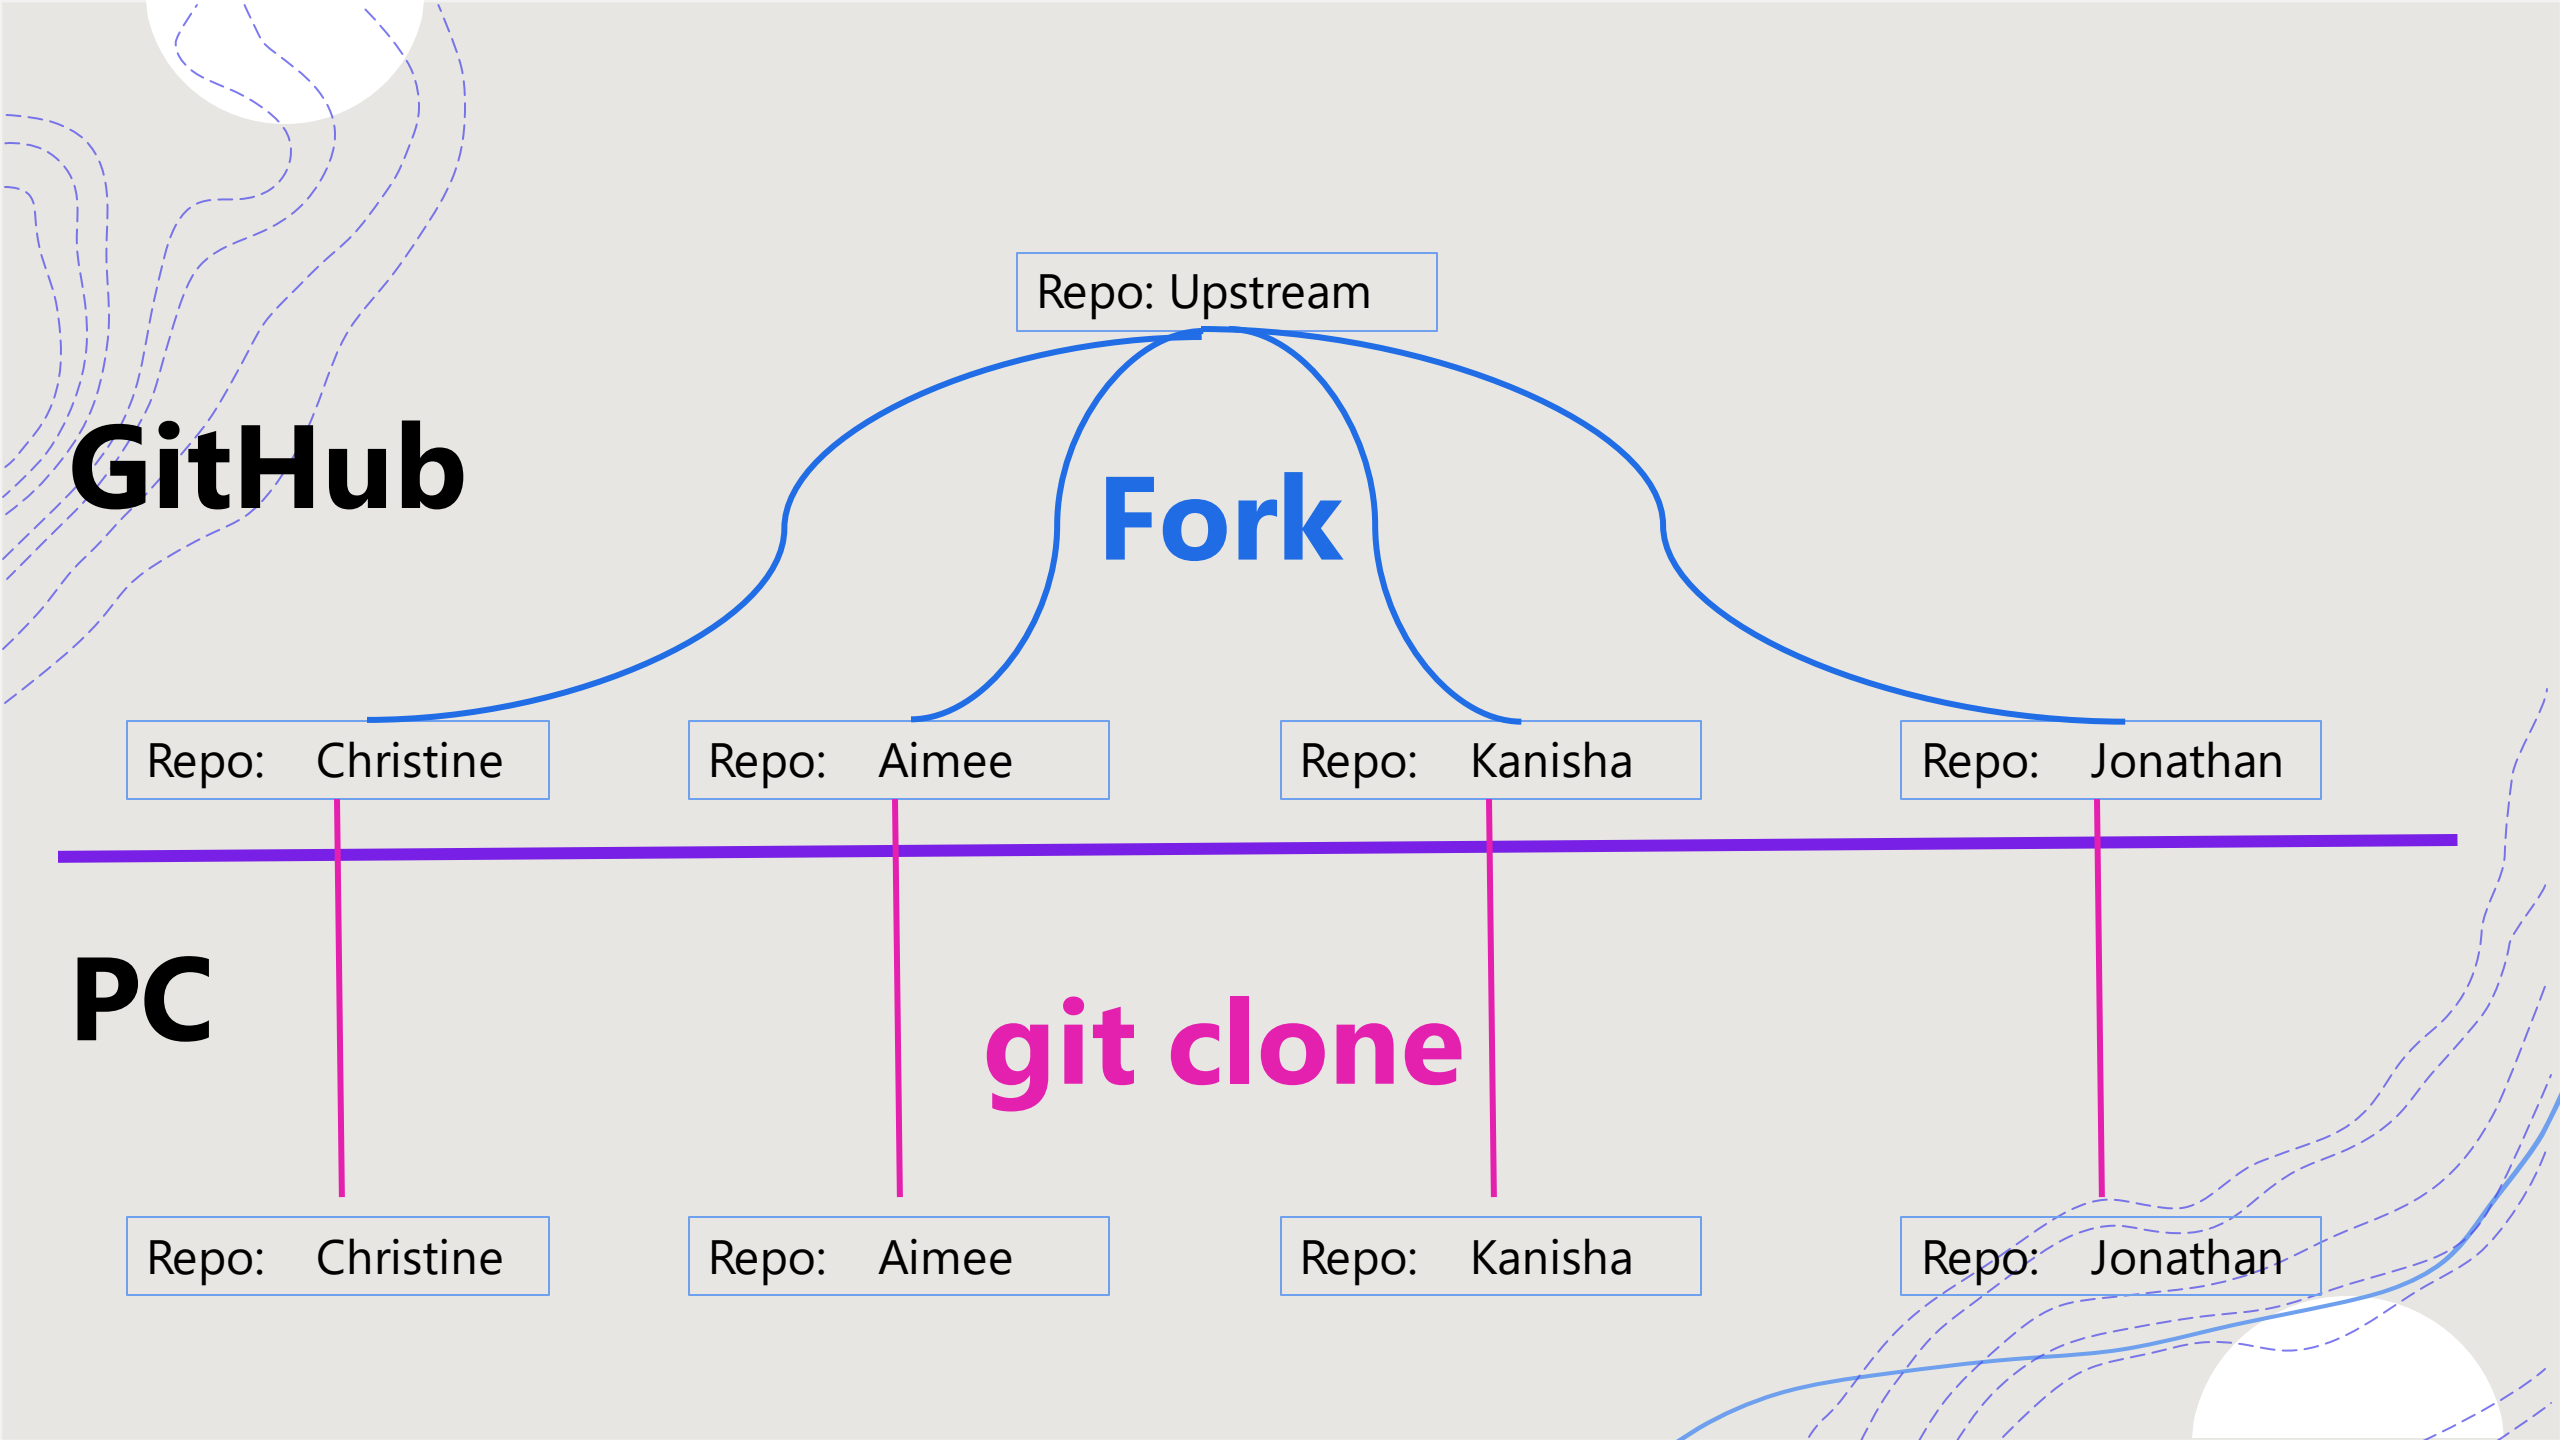 Repo: Upstream
GitHub
Fork
Repo: Christine
Repo: Aimee
Repo: Kanisha
Repo: Jonathan
PC
git clone
Repo: Christine
Repo: Aimee
Repo: Kanisha
Repo: Jonathan